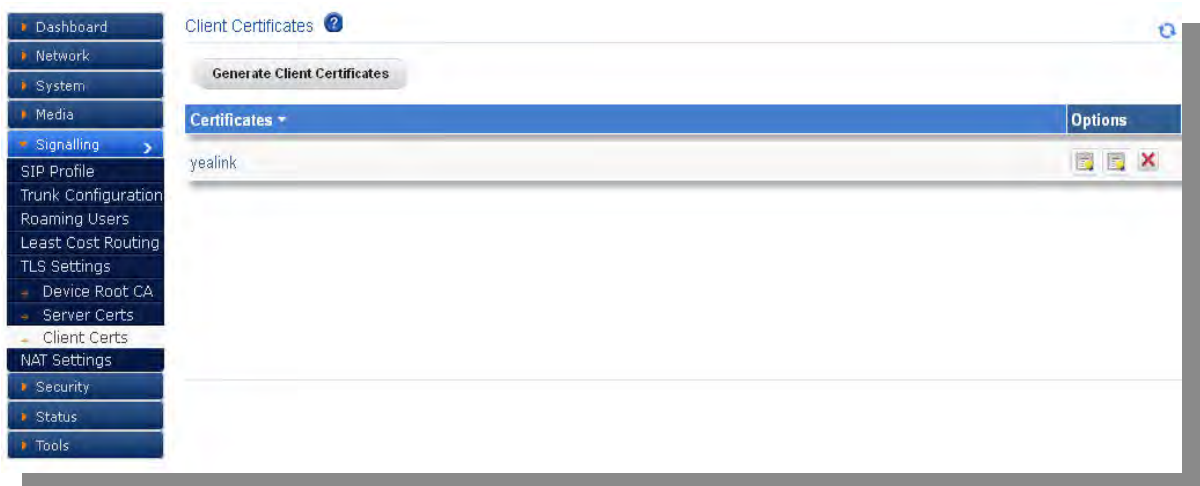 Dashboard
Network
System
Media
Signalling
SIP Profile
Trunk Configuration
Roaming Users
Least Cost Routing
TLS Settings
Device Root CA
Server Certs
Client Certs
NAT Settings
Security
Status
Tools
Client Certificates ?
Generate Client Certificates
Certificates Options
yealink